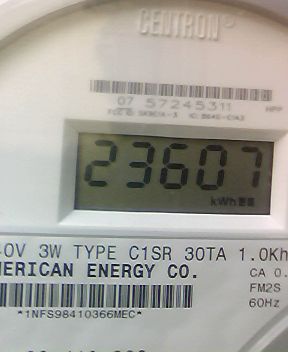 CENTRON
07 57245311
23607
kWh
40V 3W TYPE C1SR 30TA 1.0Kh
MERICAN ENERGY CO.
CA 0.
FM2S
60Hz
*1NFS98410366MEC*